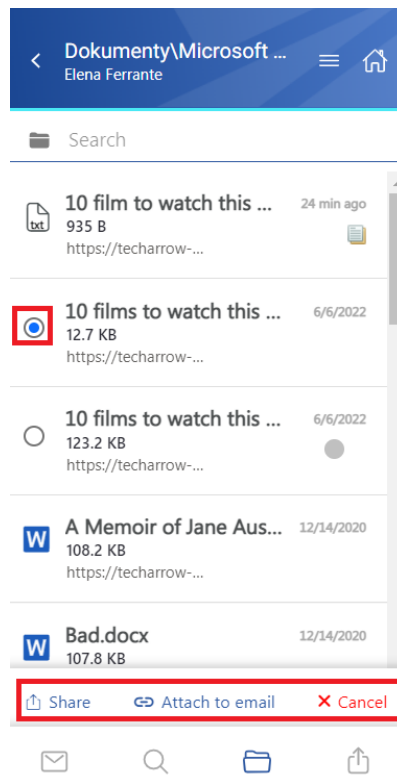 Dokumenty\Microsoft ...
Elena Ferrante
Search
10 film to watch this ...
24 min ago
txt
935 B
https://techarrow-...
10 films to watch this ...
6/6/2022
12.7 KB
https://techarrow-...
10 films to watch this ...
6/6/2022
123.2 KB
https://techarrow-...
W
A Memoir of Jane Aus...
12/14/2020
108.2 KB
https://techarrow-...
W
Bad.docx
12/14/2020
107.8 KB
Share
Attach to email
Cancel